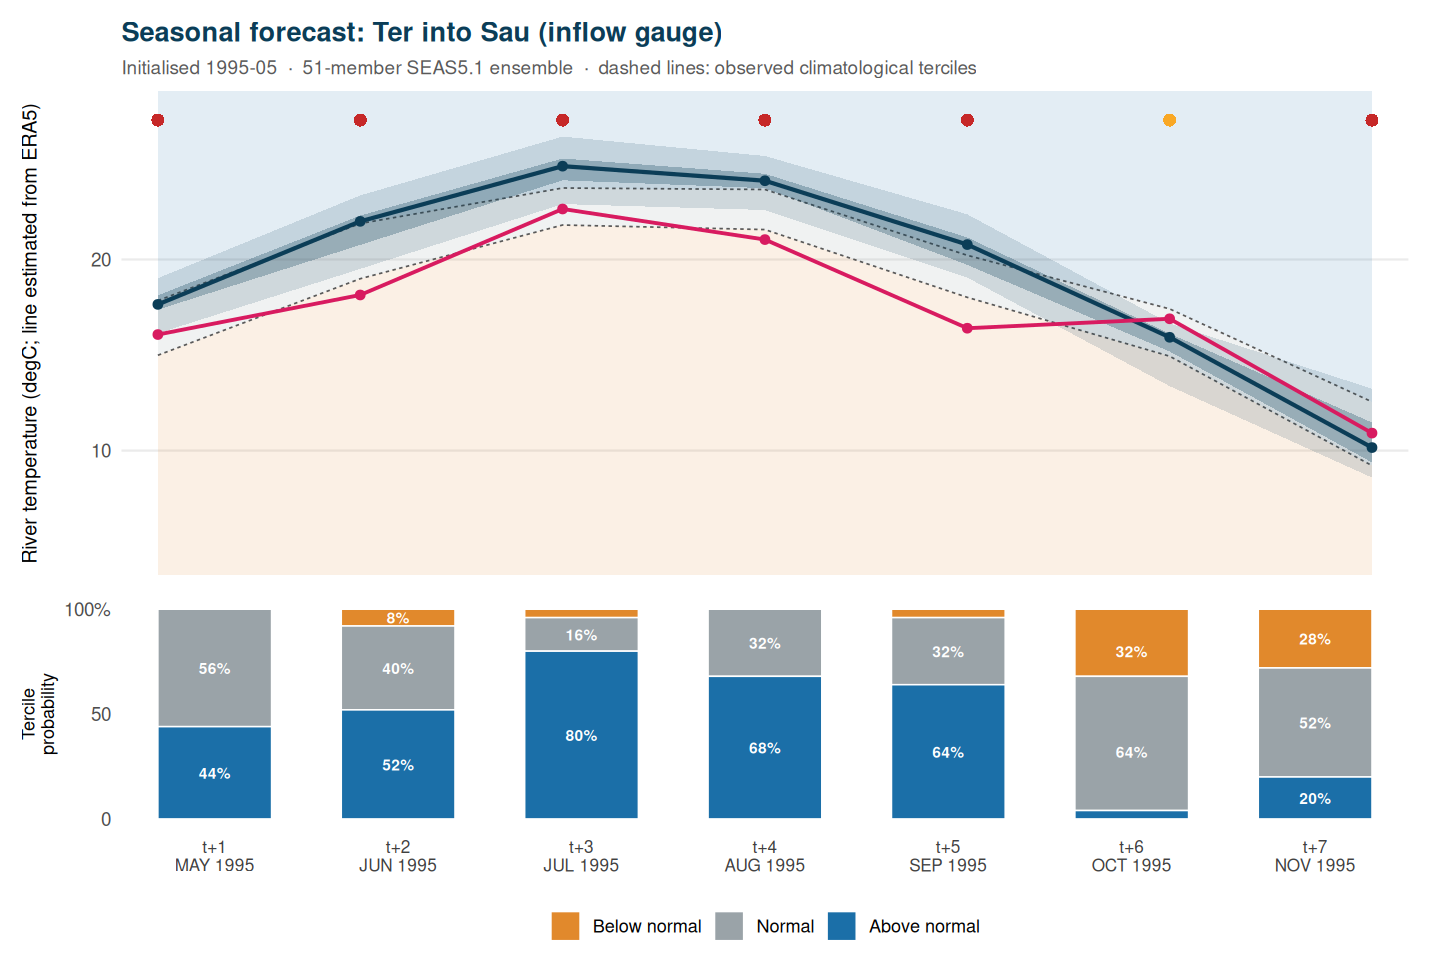 Seasonal forecast: Ter into Sau (inflow gauge)
Initialised 1995-05 · 51-member SEAS5.1 ensemble · dashed lines: observed climatological terciles
River temperature (degC; line estimated from ERA5)
20
10
Tercile
probability
100%
50
0
8%
56%
40%
16%
32%
32%
32%
28%
44%
52%
80%
68%
64%
64%
52%
20%
t+1
MAY 1995
t+2
JUN 1995
t+3
JUL 1995
t+4
AUG 1995
t+5
SEP 1995
t+6
OCT 1995
t+7
NOV 1995
Below normal
Normal
Above normal